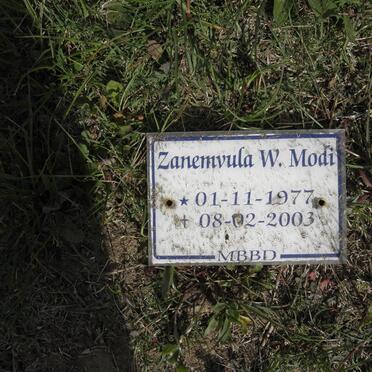 Zanemvula W. Modi
★ 01-11-1977
† 08-02-2003
MBBD